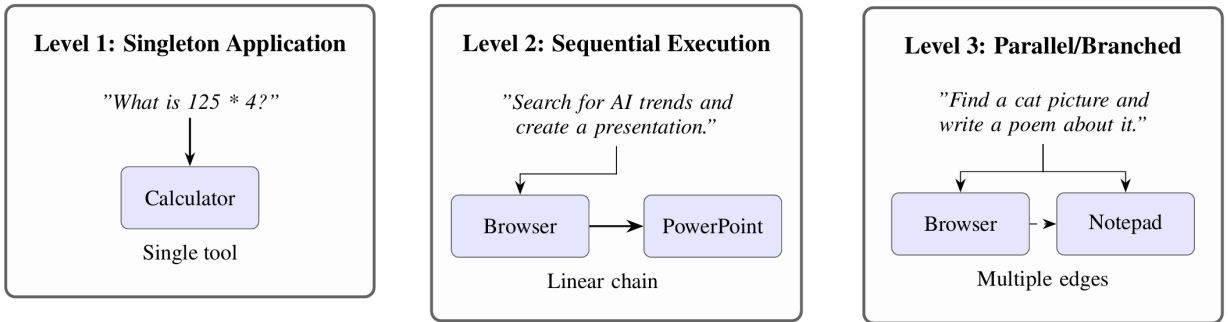 Level 1: Singleton Application
”What is 125 * 4?”
Calculator
Single tool
Level 2: Sequential Execution
”Search for AI trends and
create a presentation.”
Browser
PowerPoint
Linear chain
Level 3: Parallel/Branched
”Find a cat picture and
write a poem about it.”
Browser
Notepad
Multiple edges